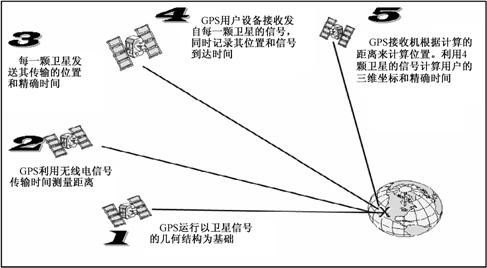 1
GPS运行以卫星信号
的几何结构为基础
2
GPS利用无线电信号
传输时间测量距离
3
每一颗卫星发
送其传输的位置
和精确时间
4
GPS用户设备接收发
自每一颗卫星的信号,
同时记录其位置和信号
到达时间
5
GPS接收机根据计算的
距离来计算位置。利用4
颗卫星的信号计算用户的
三维坐标和精确时间
X